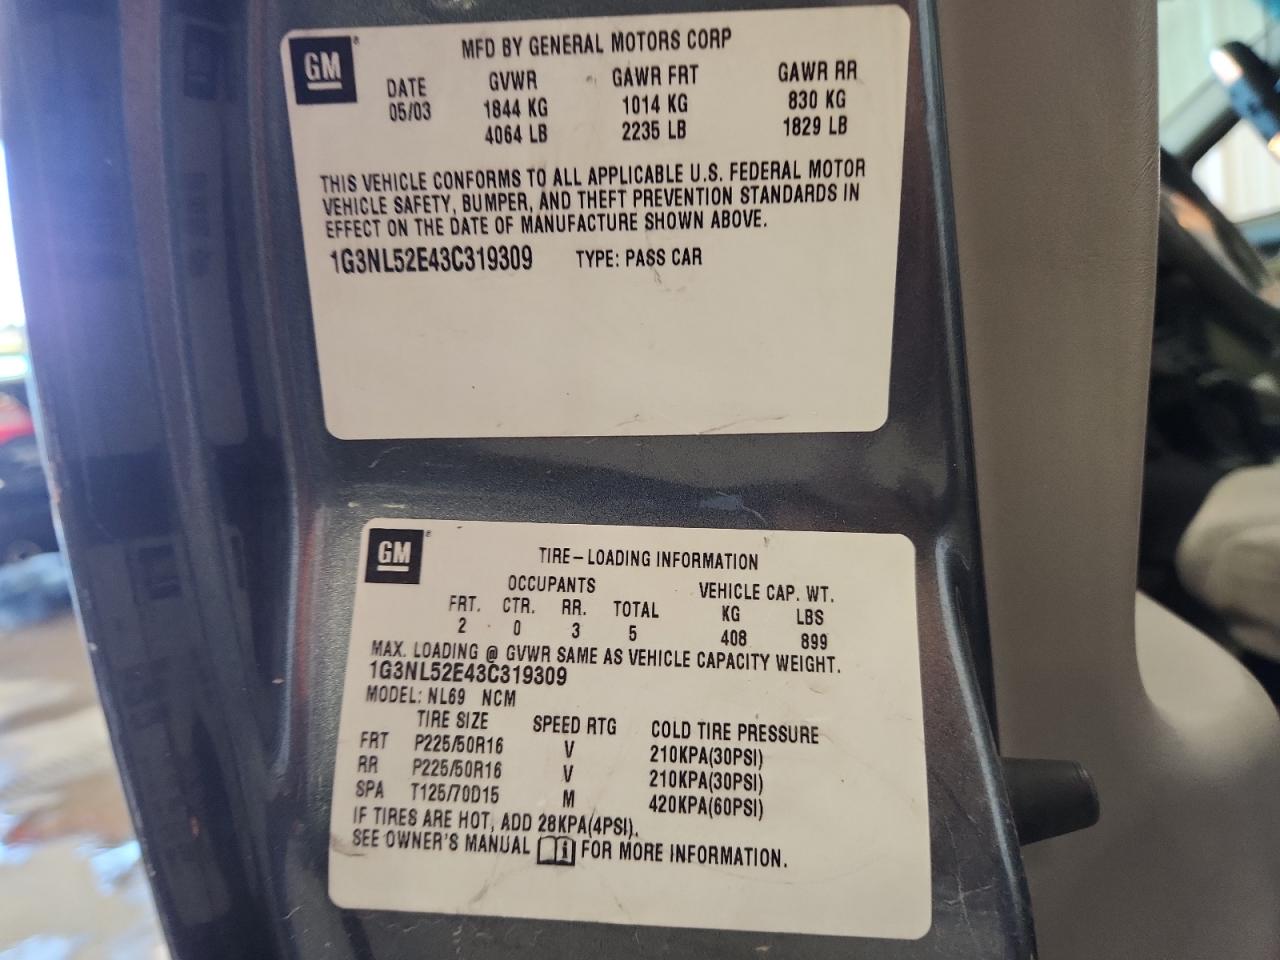 GM
MFD BY GENERAL MOTORS CORP
DATE GVWR GAWR FRT GAWR RR
05/03 1844 KG 1014 KG 830 KG
4064 LB 2235 LB 1829 LB
THIS VEHICLE CONFORMS TO ALL APPLICABLE U.S. FEDERAL MOTOR
VEHICLE SAFETY, BUMPER, AND THEFT PREVENTION STANDARDS IN
EFFECT ON THE DATE OF MANUFACTURE SHOWN ABOVE.
1G3NL52E43C319309 TYPE: PASS CAR
GM
TIRE-LOADING INFORMATION
OCCUPANTS VEHICLE CAP. WT.
FRT. CTR. RR. TOTAL KG LBS
2 0 3 5 408 899
MAX. LOADING @ GVWR SAME AS VEHICLE CAPACITY WEIGHT.
1G3NL52E43C319309
MODEL: NL69 NCM
TIRE SIZE SPEED RTG COLD TIRE PRESSURE
FRT P225/50R16 V 210KPA(30PSI)
RR P225/50R16 V 210KPA(30PSI)
SPA T125/70D15 M 420KPA(60PSI)
IF TIRES ARE HOT, ADD 28KPA(4PSI).
SEE OWNER'S MANUAL i FOR MORE INFORMATION.